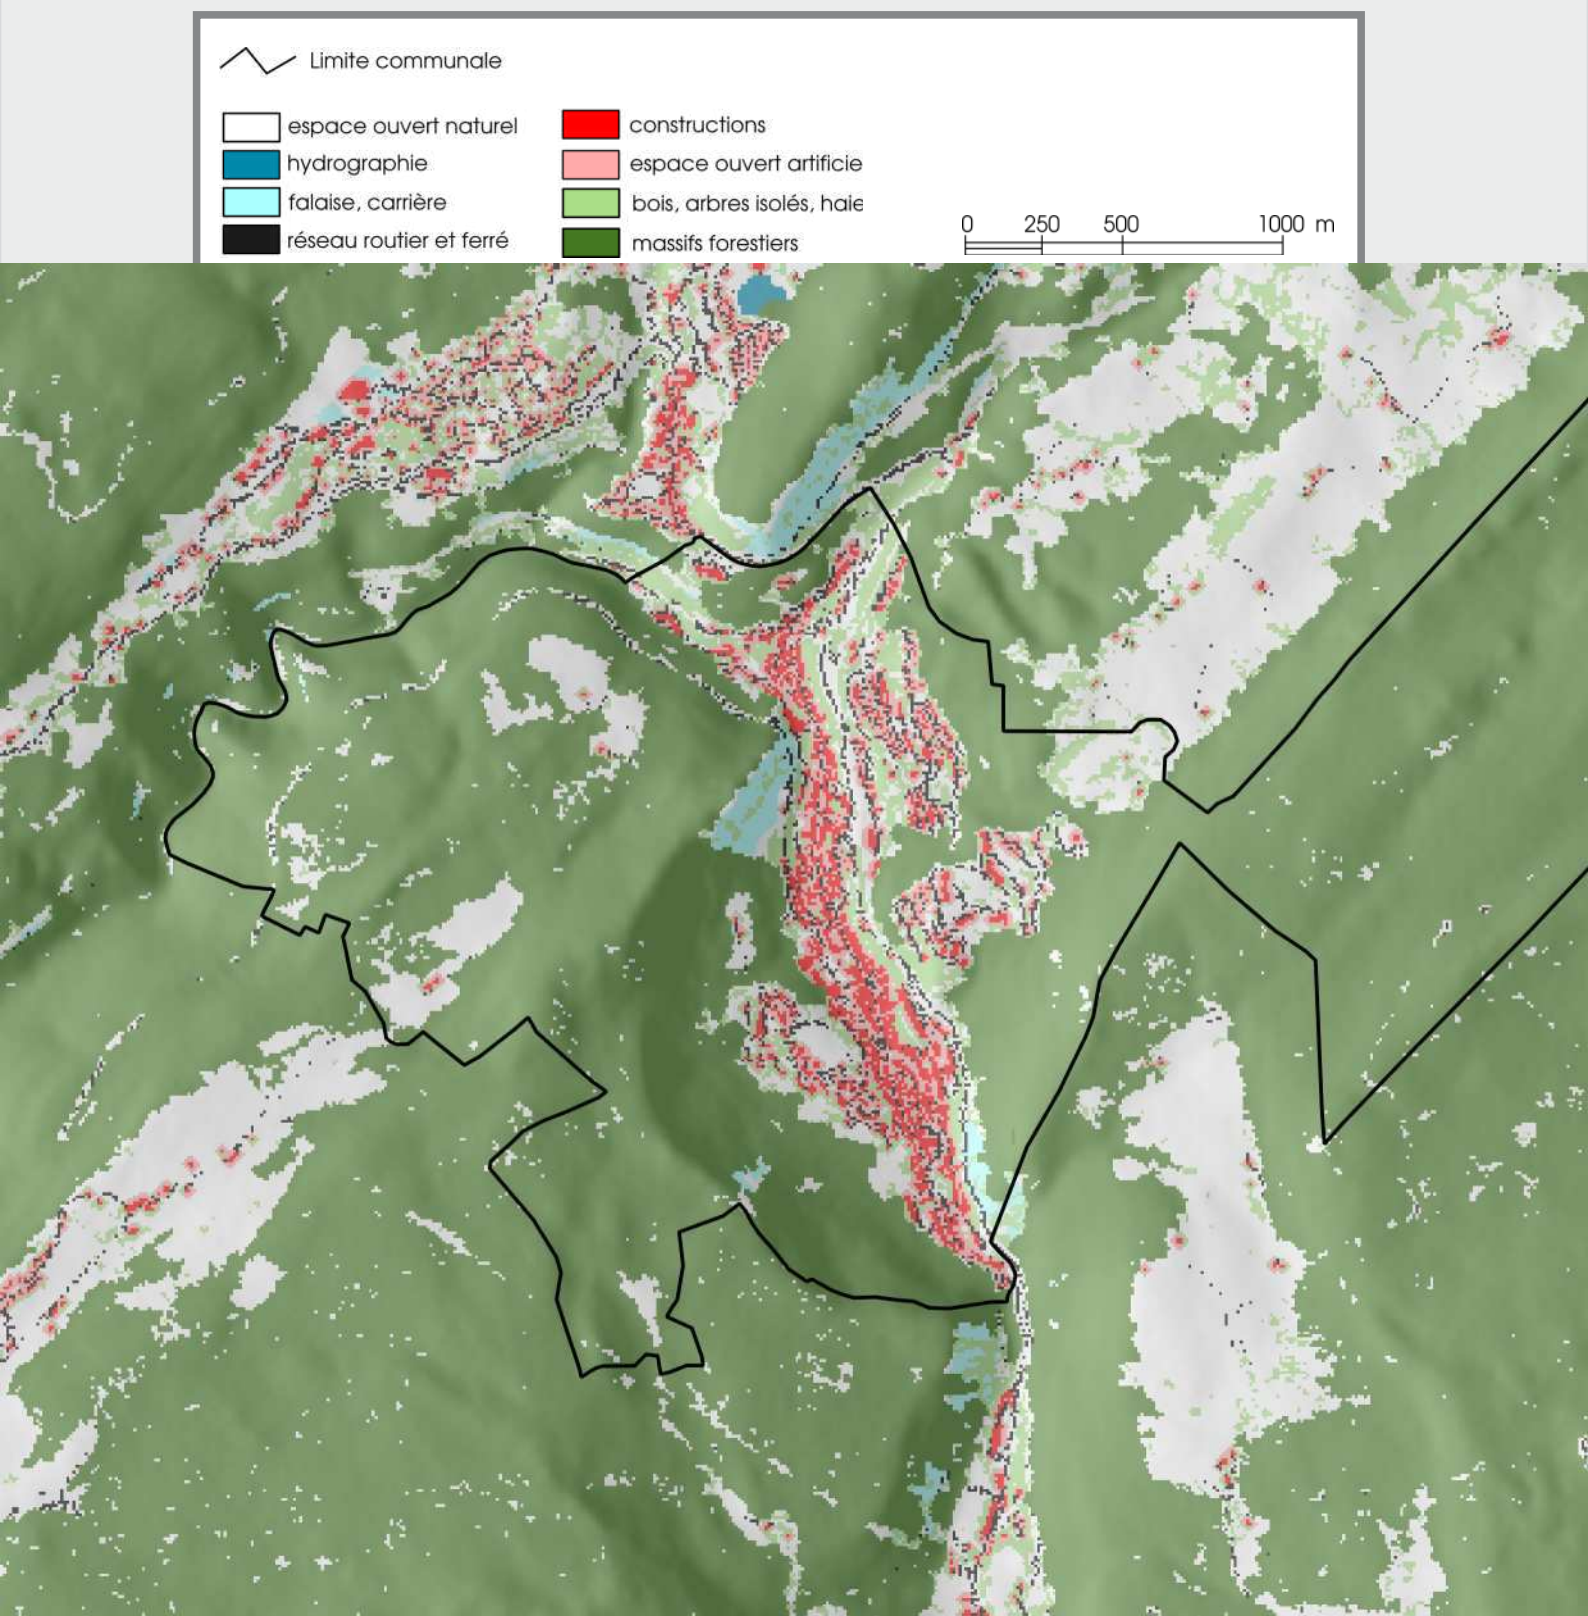 Limite communale
espace ouvert naturel
hydrographie
falaise, carrière
réseau routier et ferré
constructions
espace ouvert artificie
bois, arbres isolés, haie
massifs forestiers
0 250 500 1000 m